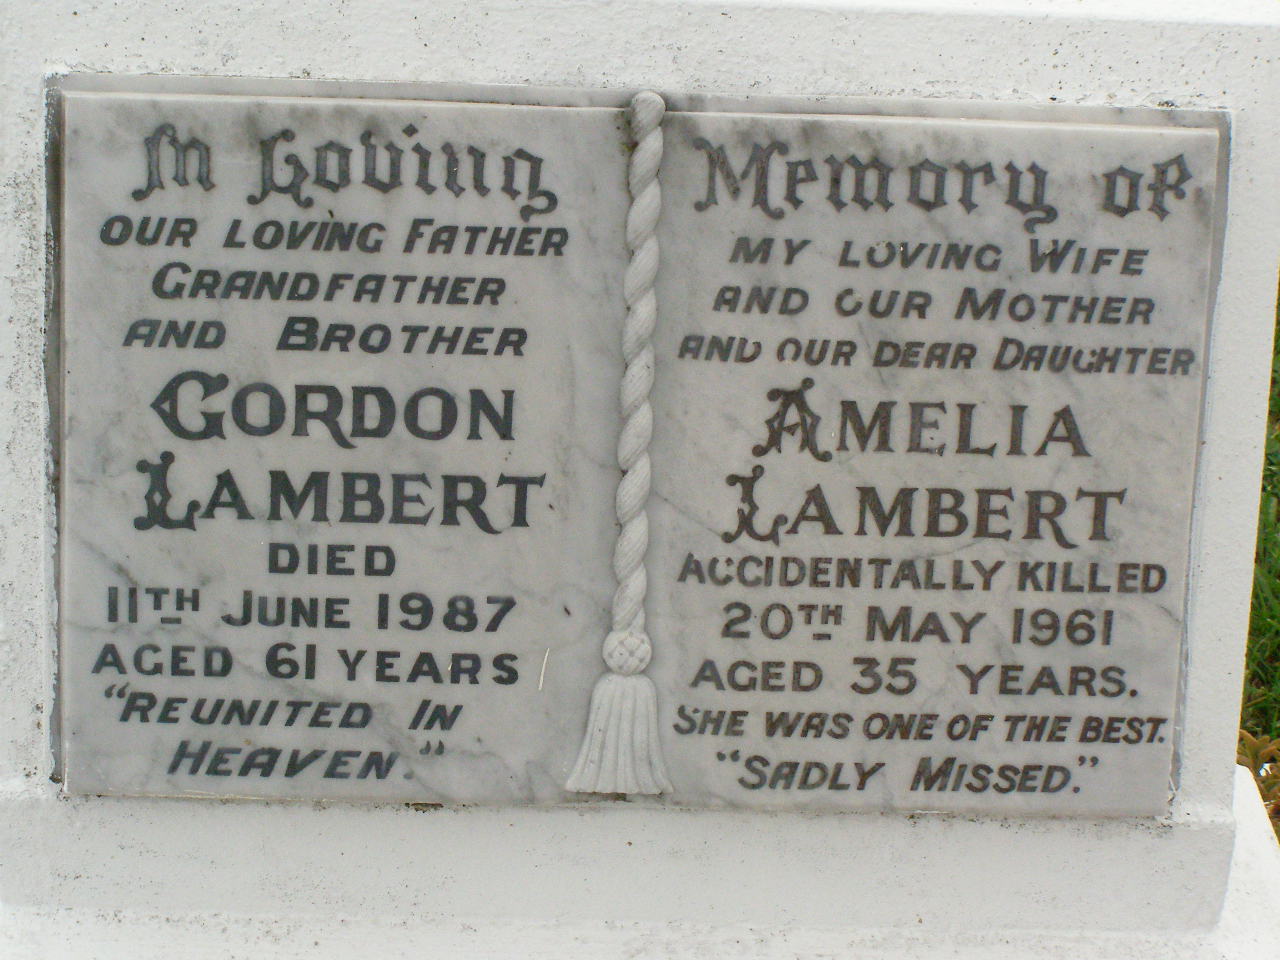 In Loving
OUR LOVING FATHER
GRANDFATHER
AND BROTHER
GORDON
LAMBERT
DIED
11TH JUNE 1987
AGED 61 YEARS
"REUNITED IN
HEAVEN."
Memory of
MY LOVING WIFE
AND OUR MOTHER
AND OUR DEAR DAUGHTER
AMELIA
LAMBERT
ACCIDENTALLY KILLED
20TH MAY 1961
AGED 35 YEARS.
SHE WAS ONE OF THE BEST.
"SADLY MISSED."